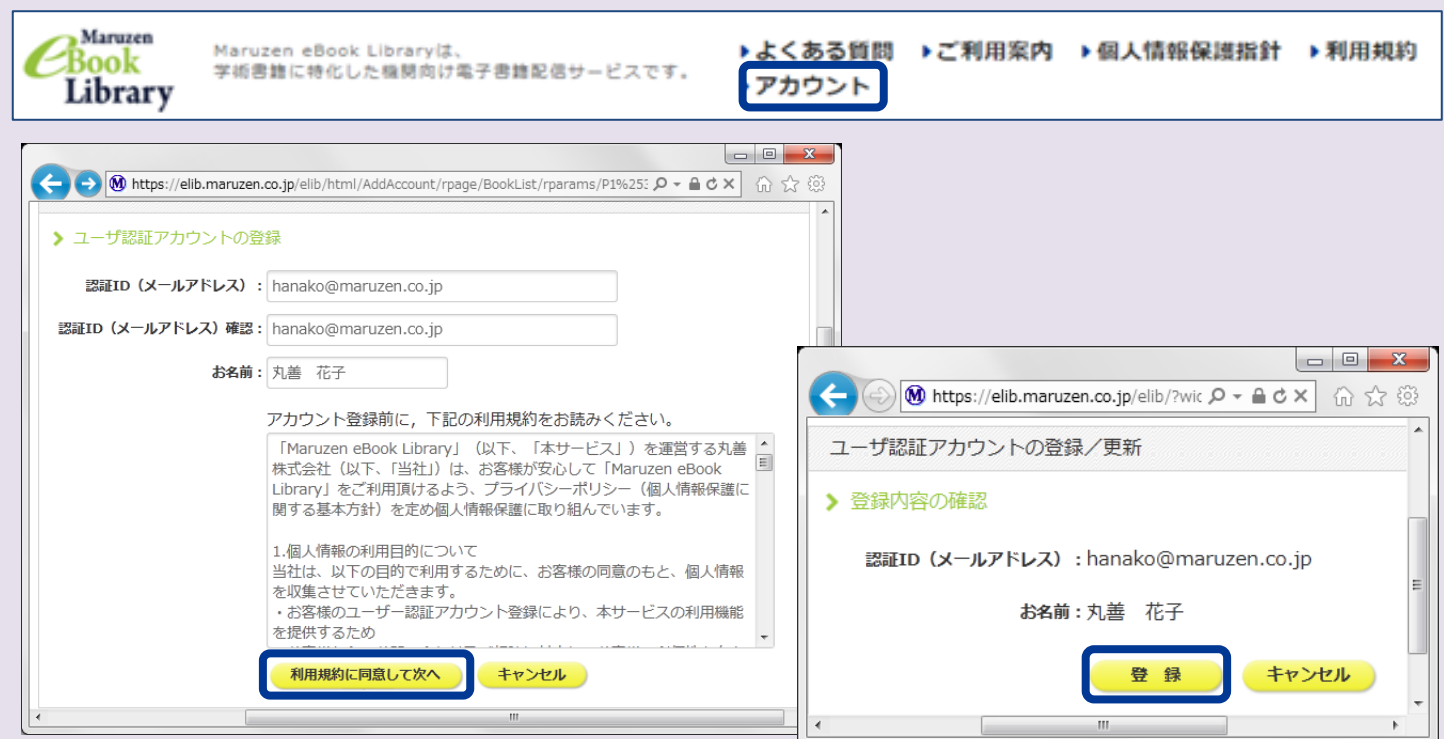 Maruzen
eBook
Library
Maruzen eBook Libraryは、
学術書籍に特化した機関向け電子書籍配信サービスです。
よくある質問 ご利用案内 個人情報保護指針 利用規約
アカウント
https://elib.maruzen.co.jp/elib/html/AddAccount/rpage/BookList/rparams/P1%253
ユーザ認証アカウントの登録
認証ID（メールアドレス）： hanako@maruzen.co.jp
認証ID（メールアドレス）確認： hanako@maruzen.co.jp
お名前： 丸善　花子
アカウント登録前に，下記の利用規約をお読みください。
「Maruzen eBook Library」（以下、「本サービス」）を運営する丸善
株式会社（以下、「当社」）は、お客様が安心して「Maruzen eBook
Library」をご利用頂けるよう、プライバシーポリシー（個人情報保護に
関する基本方針）を定め個人情報保護に取り組んでいます。
1.個人情報の利用目的について
当社は、以下の目的で利用するために、お客様の同意のもと、個人情報
を収集させていただきます。
・お客様のユーザー認証アカウント登録により、本サービスの利用機能
を提供するため
利用規約に同意して次へ キャンセル
https://elib.maruzen.co.jp/elib/?wic
ユーザ認証アカウントの登録／更新
登録内容の確認
認証ID（メールアドレス）：hanako@maruzen.co.jp
お名前：丸善　花子
登　録 キャンセル